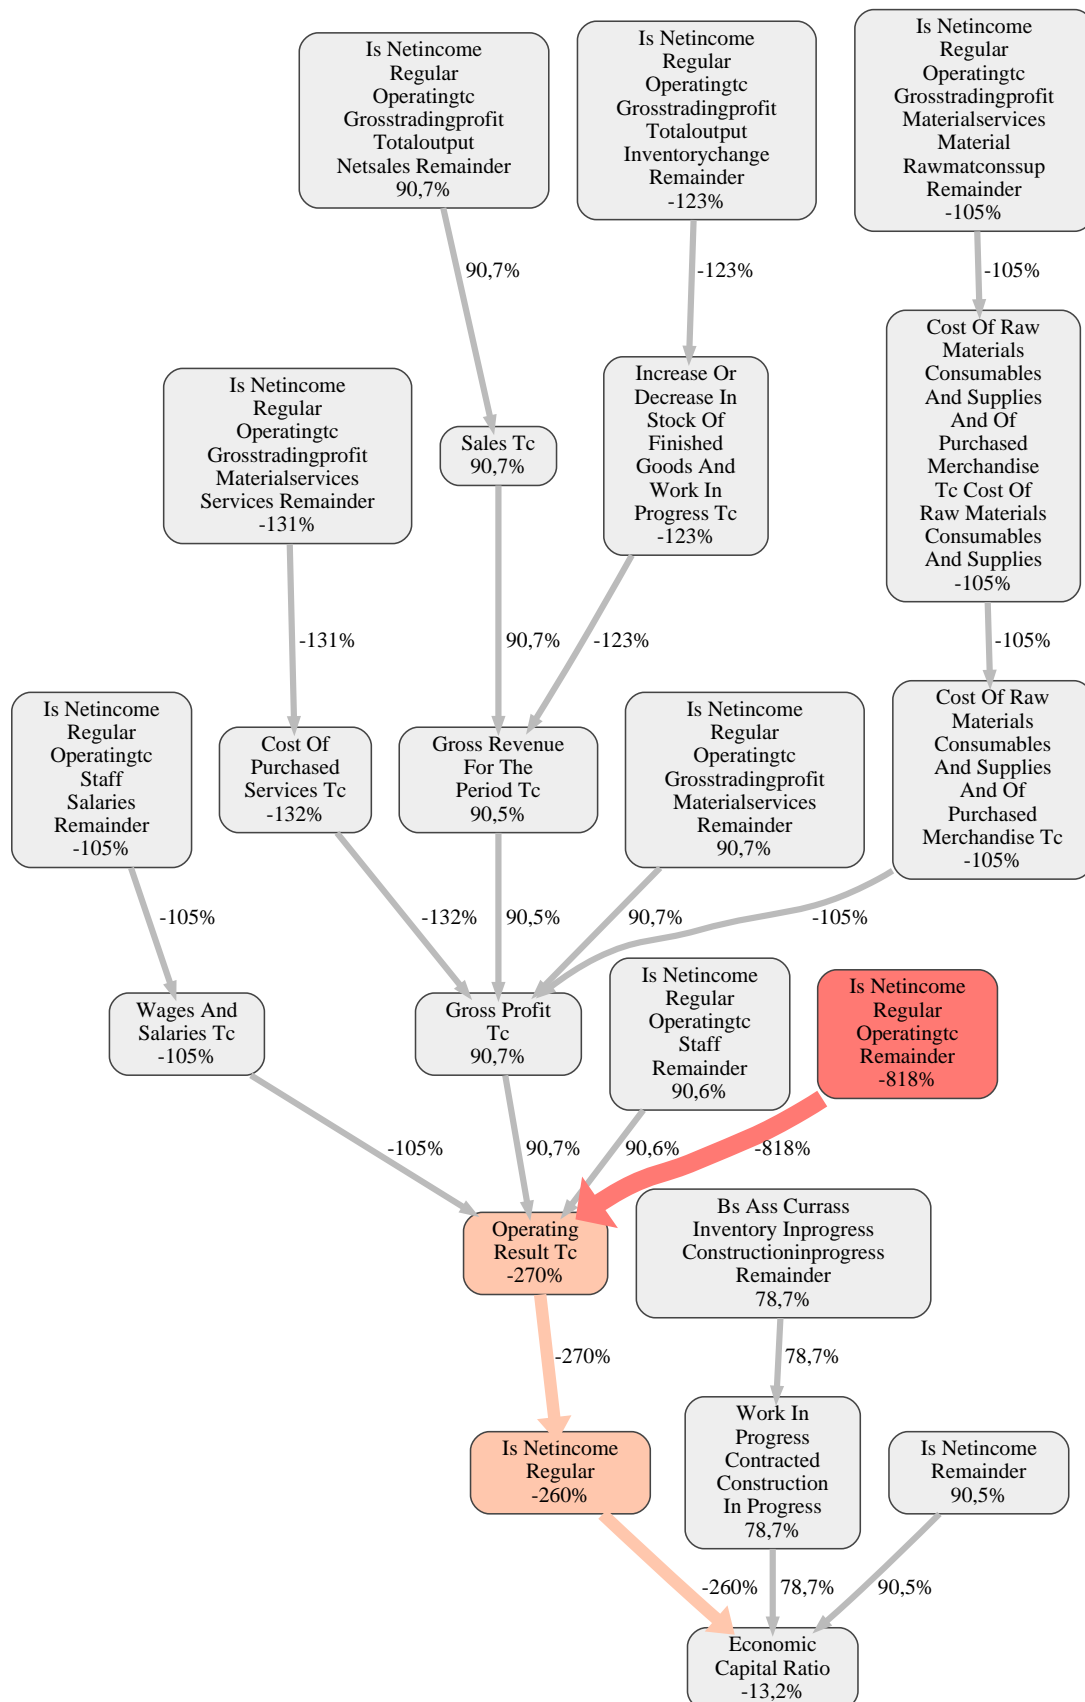 Is Netincome
Regular
Operatingtc
Grosstradingprofit
Totaloutput
Netsales Remainder
90,7%
Is Netincome
Regular
Operatingtc
Grosstradingprofit
Totaloutput
Inventorychange
Remainder
-123%
Is Netincome
Regular
Operatingtc
Grosstradingprofit
Materialservices
Material
Rawmatconssup
Remainder
-105%
90,7%
-123%
-105%
Is Netincome
Regular
Operatingtc
Grosstradingprofit
Materialservices
Services Remainder
-131%
Sales Tc
90,7%
Increase Or
Decrease In
Stock Of
Finished
Goods And
Work In
Progress Tc
-123%
Cost Of Raw
Materials
Consumables
And Supplies
And Of
Purchased
Merchandise
Tc Cost Of
Raw Materials
Consumables
And Supplies
-105%
-131%
90,7%
-123%
-105%
Is Netincome
Regular
Operatingtc
Staff
Salaries
Remainder
-105%
Cost Of
Purchased
Services Tc
-132%
Gross Revenue
For The
Period Tc
90,5%
Is Netincome
Regular
Operatingtc
Grosstradingprofit
Materialservices
Remainder
90,7%
Cost Of Raw
Materials
Consumables
And Supplies
And Of
Purchased
Merchandise Tc
-105%
-105%
-132%
90,5%
90,7%
-105%
Wages And
Salaries Tc
-105%
Gross Profit
Tc
90,7%
Is Netincome
Regular
Operatingtc
Staff
Remainder
90,6%
Is Netincome
Regular
Operatingtc
Remainder
-818%
-105%
90,7%
90,6%
-818%
Operating
Result Tc
-270%
Bs Ass Currass
Inventory Inprogress
Constructioninprogress
Remainder
78,7%
-270%
78,7%
Is Netincome
Regular
-260%
Work In
Progress
Contracted
Construction
In Progress
78,7%
Is Netincome
Remainder
90,5%
-260%
78,7%
90,5%
Economic
Capital Ratio
-13,2%